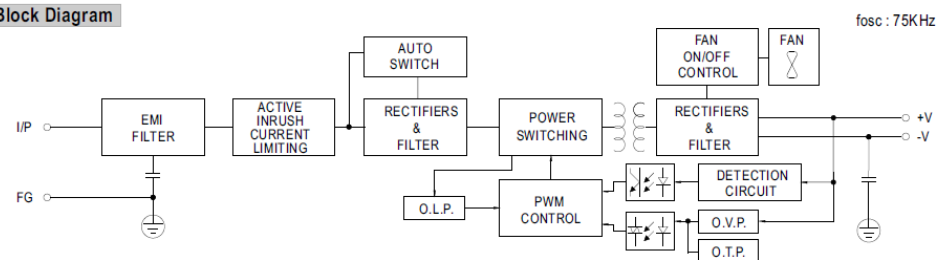 Block Diagram
fosc : 75KHz
AUTO
SWITCH
FAN
ON/OFF
CONTROL
FAN
I/P
EMI
FILTER
ACTIVE
INRUSH
CURRENT
LIMITING
RECTIFIERS
&
FILTER
POWER
SWITCHING
RECTIFIERS
&
FILTER
+V
-V
FG
O.L.P.
PWM
CONTROL
DETECTION
CIRCUIT
O.V.P.
O.T.P.